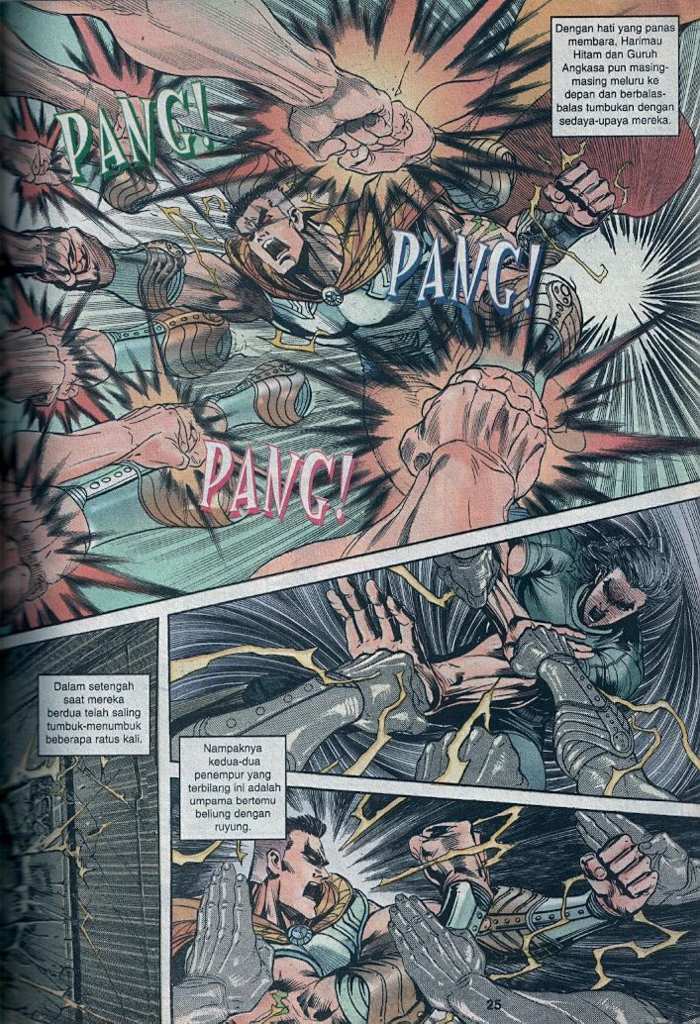 Dengan hati yang panas
membara, Harimau
Hitam dan Guruh
Angkasa pun masing-
masing meluru ke
depan dan berbalas-
balas tumbukan dengan
sedaya-upaya mereka.
PANG!
PANG!
PANG!
Dalam setengah
saat mereka
berdua telah saling
tumbuk-menumbuk
beberapa ratus kali.
Nampaknya
kedua-dua
penempur yang
terbilang ini adalah
umpama bertemu
beliung dengan
ruyung.
25